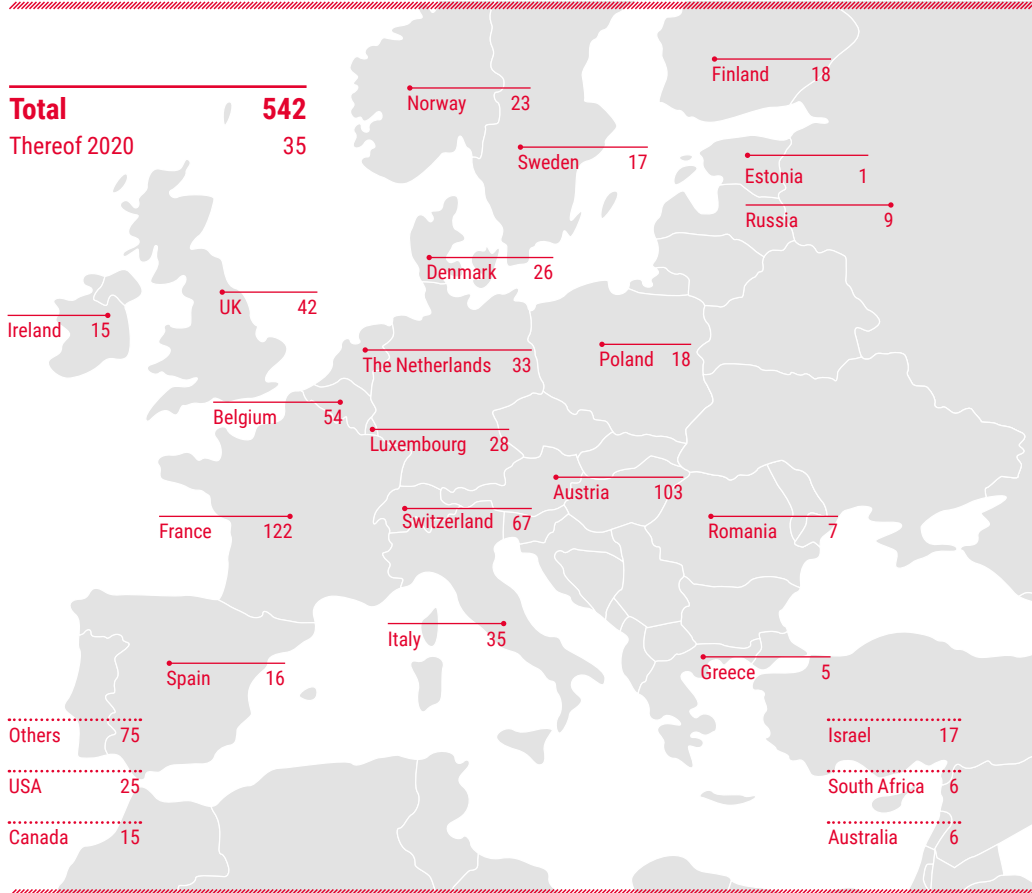 Total 542
Thereof 2020 35
Finland 18
Norway 23
Sweden 17
Estonia 1
Russia 9
Denmark 26
UK 42
Ireland 15
The Netherlands 33
Poland 18
Belgium 54
Luxembourg 28
Austria 103
Switzerland 67
France 122
Romania 7
Italy 35
Spain 16
Greece 5
Others 75
USA 25
Canada 15
Israel 17
South Africa 6
Australia 6